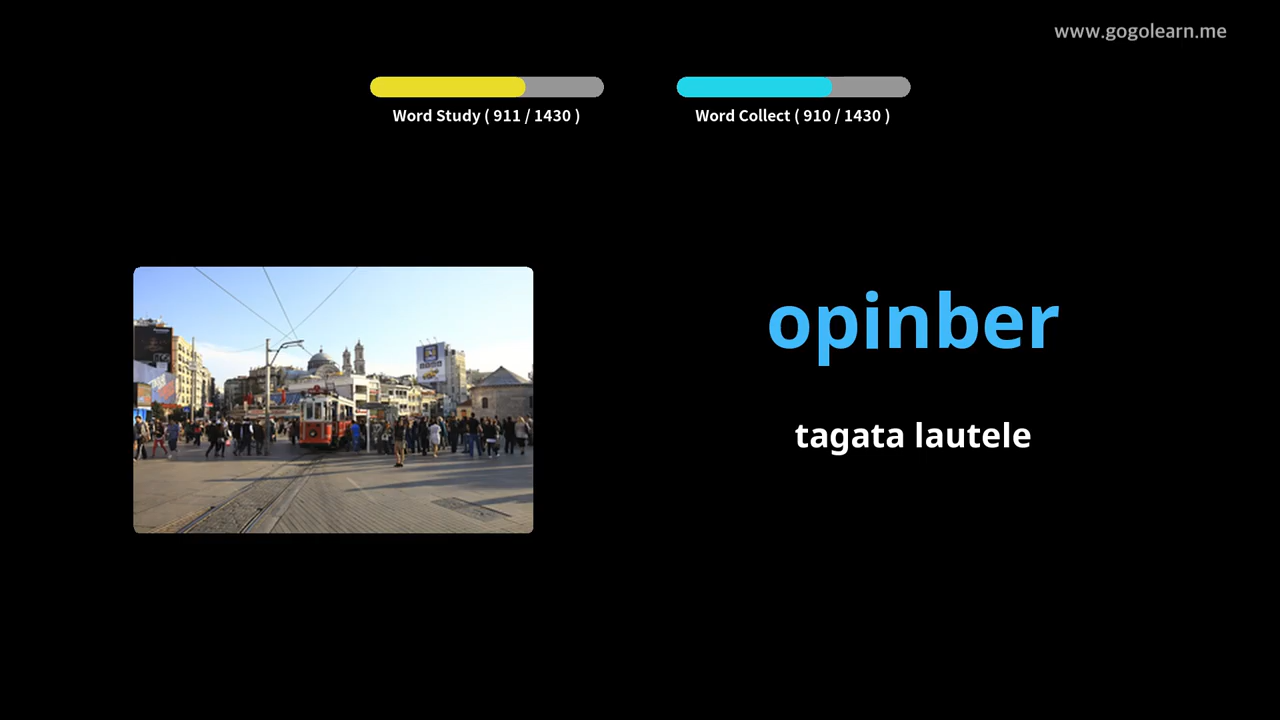 www.gogolearn.me
Word Study ( 911 / 1430 )
Word Collect ( 910 / 1430 )
opinber
tagata lautele